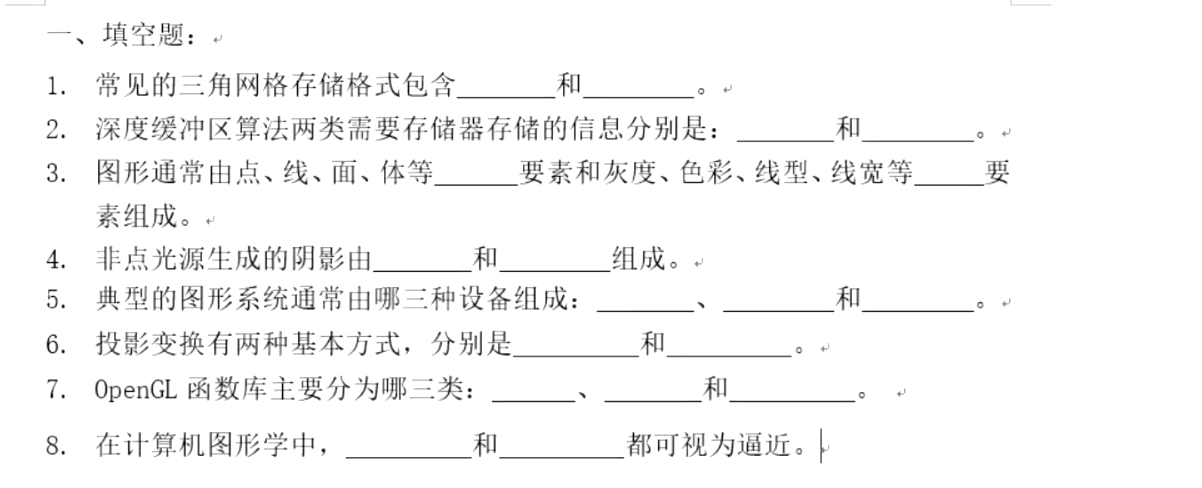 一、填空题：
1. 常见的三角网格存储格式包含_______和________。
2. 深度缓冲区算法两类需要存储器存储的信息分别是：_______和________。
3. 图形通常由点、线、面、体等______要素和灰度、色彩、线型、线宽等_____要
素组成。
4. 非点光源生成的阴影由_______和________组成。
5. 典型的图形系统通常由哪三种设备组成：_______、________和________。
6. 投影变换有两种基本方式，分别是_________和_________。
7. OpenGL 函数库主要分为哪三类：______、_______和_________。
8. 在计算机图形学中，_________和_________都可视为逼近。